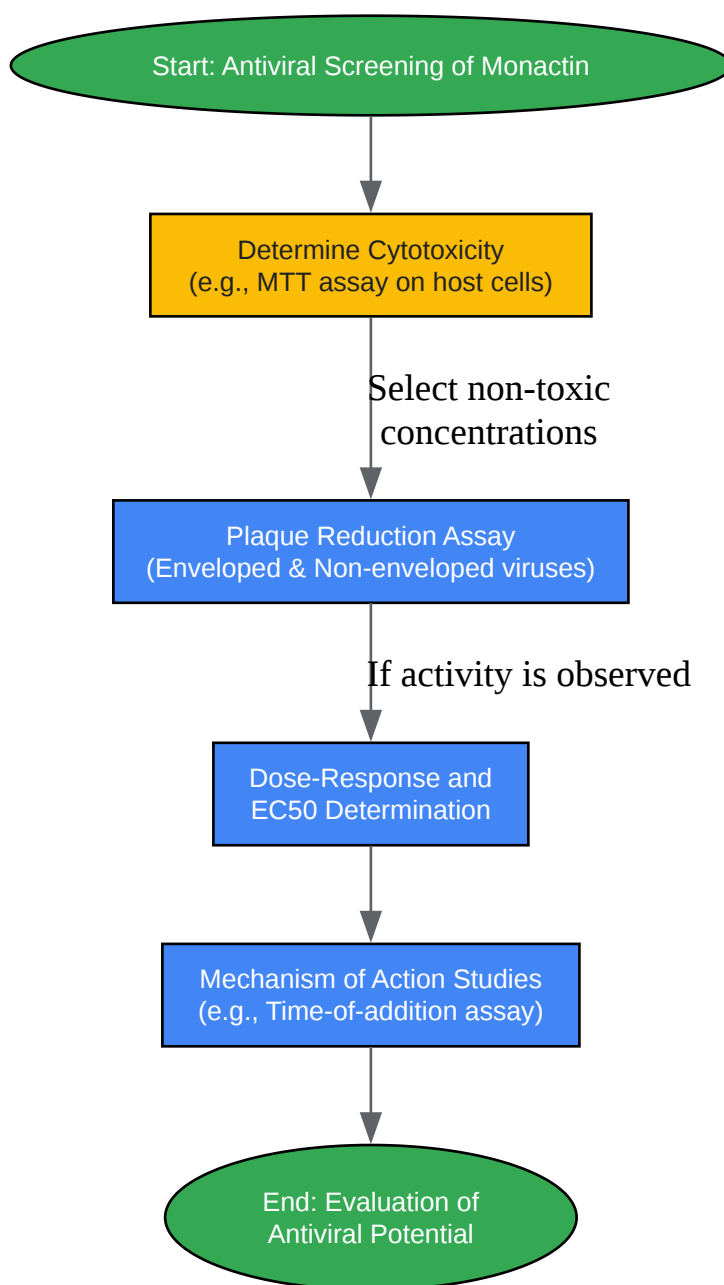 Start: Antiviral Screening of Monactin
Determine Cytotoxicity
(e.g., MTT assay on host cells)
Select non-toxic
concentrations
Plaque Reduction Assay
(Enveloped & Non-enveloped viruses)
If activity is observed
Dose-Response and
EC50 Determination
Mechanism of Action Studies
(e.g., Time-of-addition assay)
End: Evaluation of
Antiviral Potential